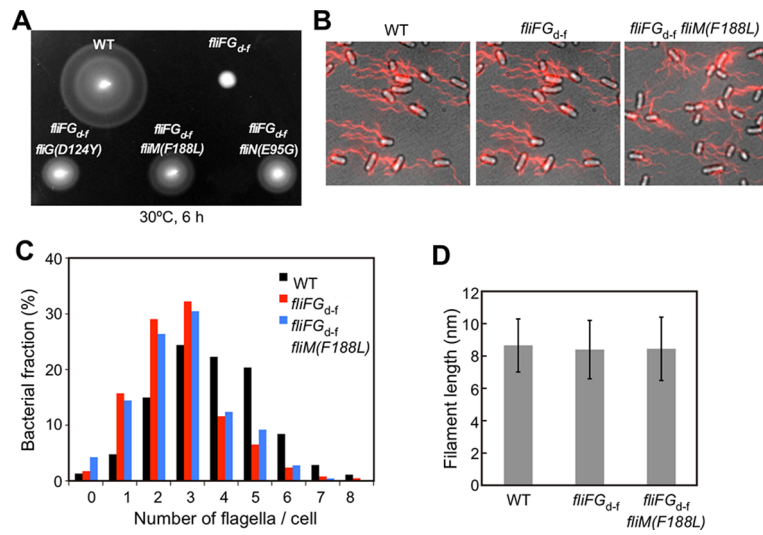 A
WT
fliFGd-f
fliFGd-f
fliG(D124Y)
fliFGd-f
fliM(F188L)
fliFGd-f
fliN(E95G)
30ºC, 6 h
B
WT
fliFGd-f
fliFGd-f fliM(F188L)
C
Bacterial fraction (%)
40
30
20
10
0
WT
fliFGd-f
fliFGd-f
fliM(F188L)
0 1 2 3 4 5 6 7 8
Number of flagella / cell
D
Filament length (nm)
12
10
8
6
4
2
0
WT
fliFGd-f
fliFGd-f
fliM(F188L)